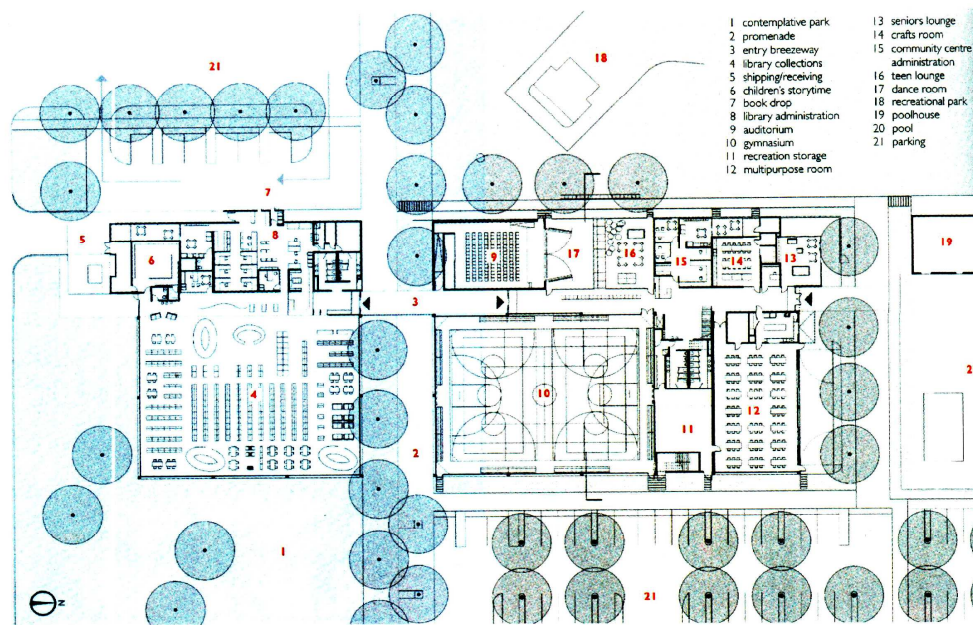 1 contemplative park
2 promenade
3 entry breezeway
4 library collections
5 shipping/receiving
6 children's storytime
7 book drop
8 library administration
9 auditorium
10 gymnasium
11 recreation storage
12 multipurpose room
13 seniors lounge
14 crafts room
15 community centre
administration
16 teen lounge
17 dance room
18 recreational park
19 poolhouse
20 pool
21 parking
21
18
7
5
6
8
9
17
16
15
14
13
19
3
4
10
12
11
2
1
21
N